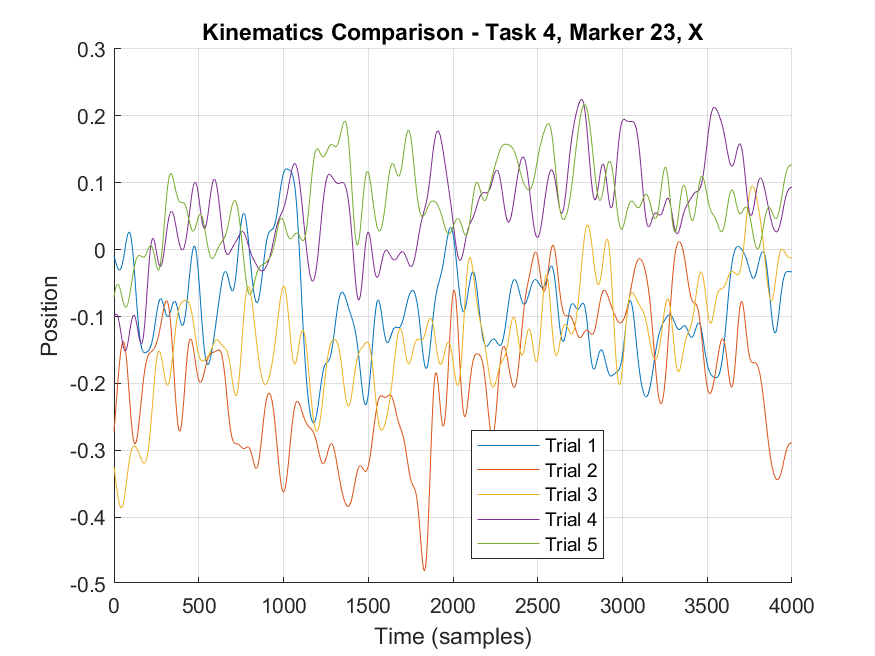 Kinematics Comparison - Task 4, Marker 23, X
0.3
0.2
0.1
0
-0.1
-0.2
-0.3
-0.4
-0.5
Position
Trial 1
Trial 2
Trial 3
Trial 4
Trial 5
0 500 1000 1500 2000 2500 3000 3500 4000
Time (samples)